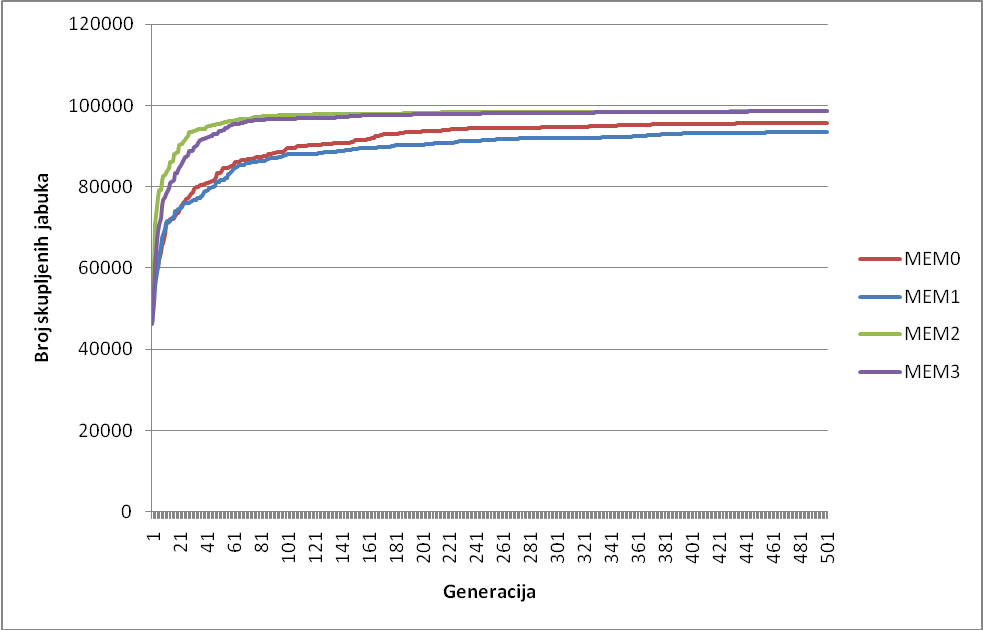 120000
100000
80000
60000
40000
20000
0
Broj skupljenih jabuka
1 21 41 61 81 101 121 141 161 181 201 221 241 261 281 301 321 341 361 381 401 421 441 461 481 501
Generacija
MEM0
MEM1
MEM2
MEM3